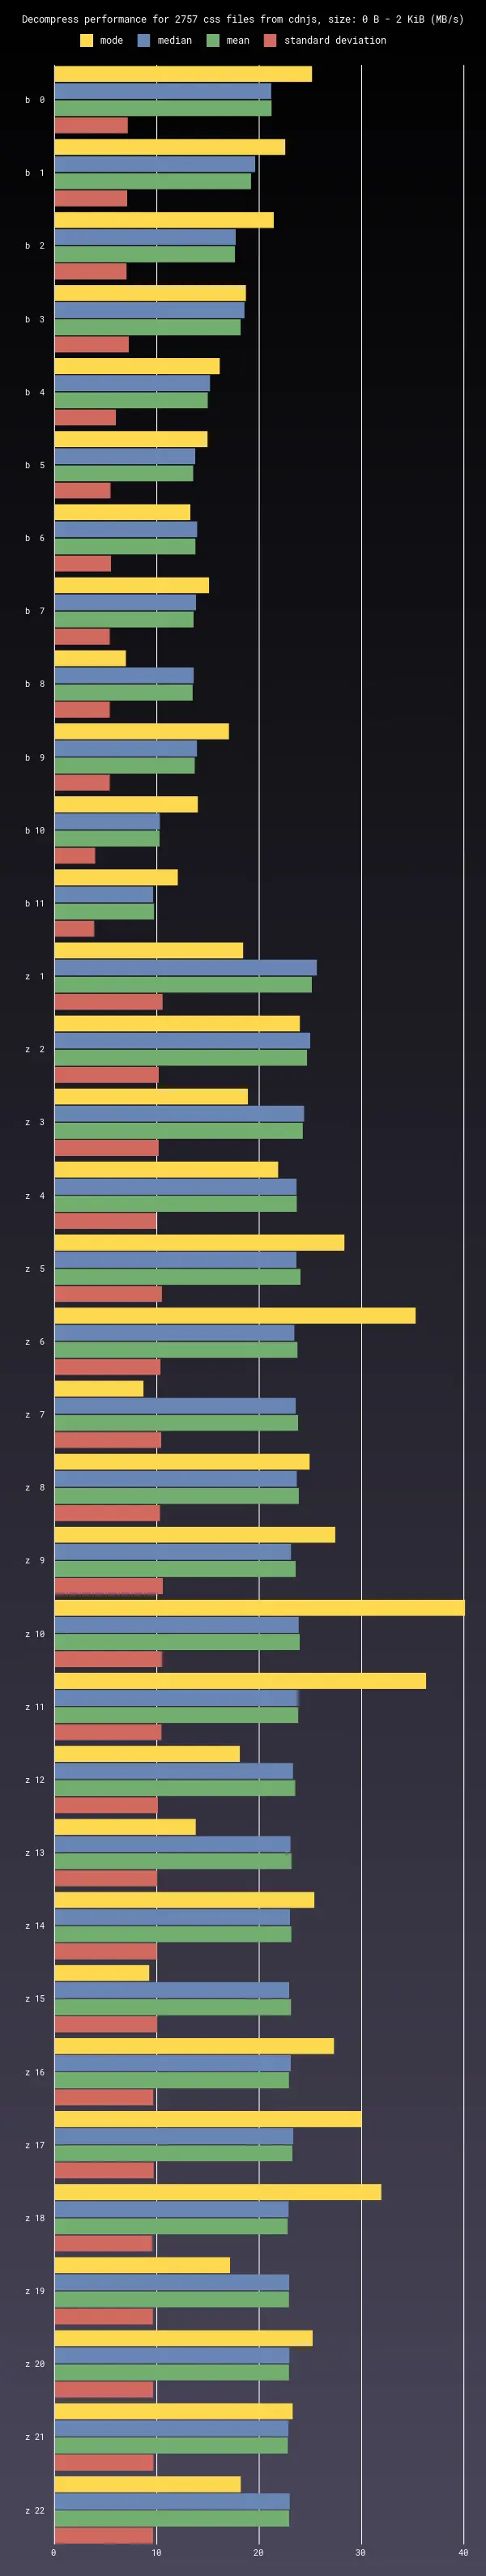 Decompress performance for 2757 css files from cdnjs, size: 0 B - 2 KiB (MB/s)
mode median mean standard deviation
b 0
b 1
b 2
b 3
b 4
b 5
b 6
b 7
b 8
b 9
b 10
b 11
z 1
z 2
z 3
z 4
z 5
z 6
z 7
z 8
z 9
z 10
z 11
z 12
z 13
z 14
z 15
z 16
z 17
z 18
z 19
z 20
z 21
z 22
0 10 20 30 40